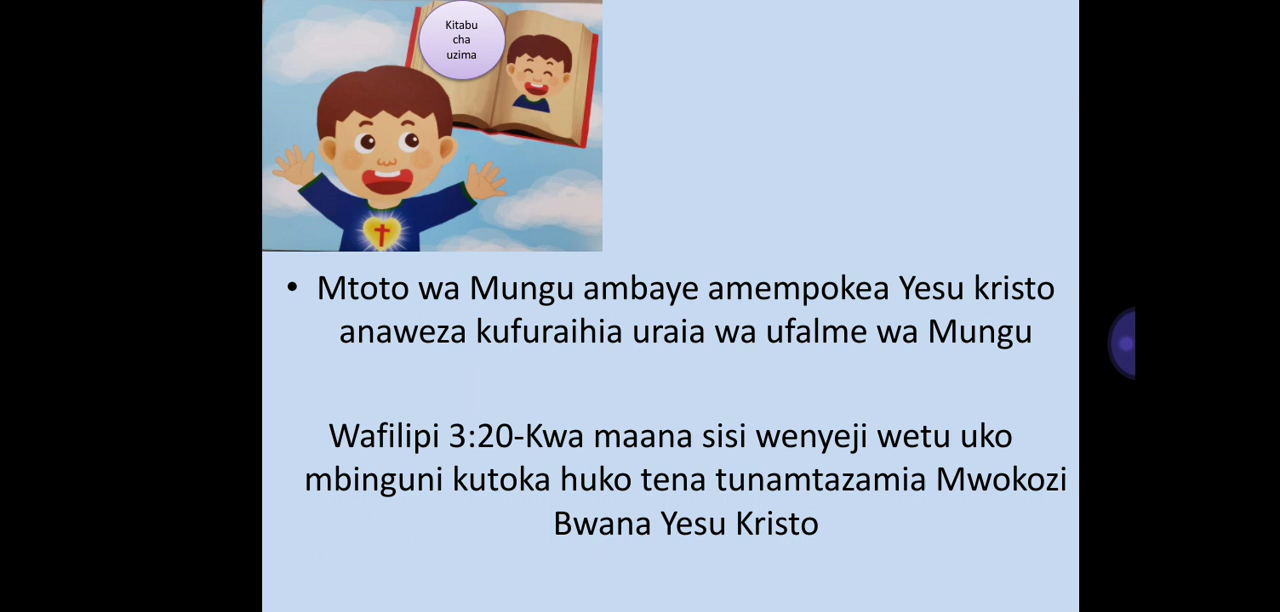 Kitabu
cha
uzima
• Mtoto wa Mungu ambaye amempokea Yesu kristo
anaweza kufuraihia uraia wa ufalme wa Mungu
Wafilipi 3:20-Kwa maana sisi wenyeji wetu uko
mbinguni kutoka huko tena tunamtazamia Mwokozi
Bwana Yesu Kristo